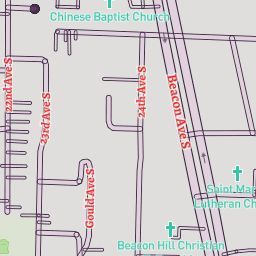 Chinese Baptist Church
22nd Ave S
23rd Ave S
24th Ave S
Beacon Ave S
Gould Ave S
Saint Ma
Lutheran Ch
Beacon Hill Christian